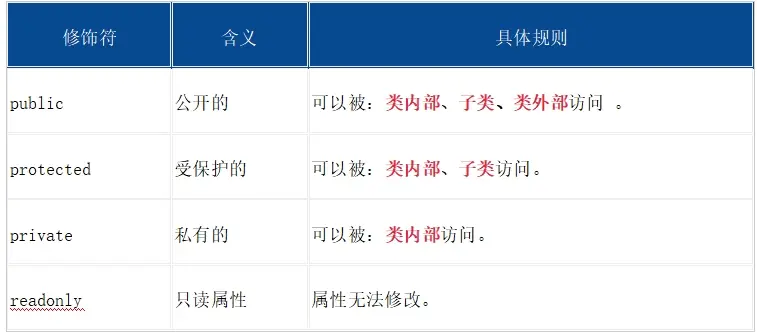 修饰符 含义 具体规则
public 公开的 可以被：类内部、子类、类外部访问 。
protected 受保护的 可以被：类内部、子类访问。
private 私有的 可以被：类内部访问。
readonly 只读属性 属性无法修改。